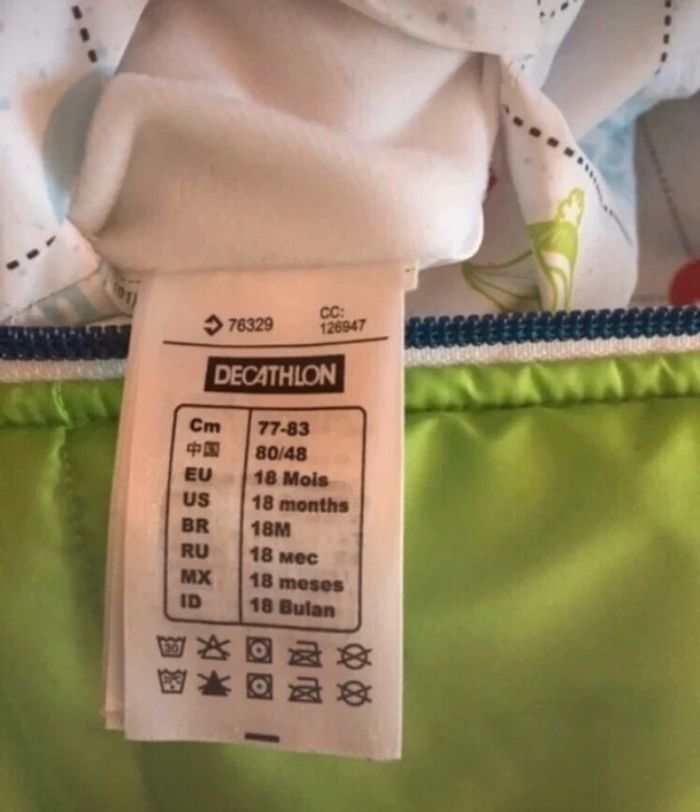 76329
CC:
126947
DECATHLON
Cm 77-83
中国 80/48
EU 18 Mois
US 18 months
BR 18M
RU 18 мес
MX 18 meses
ID 18 Bulan
30